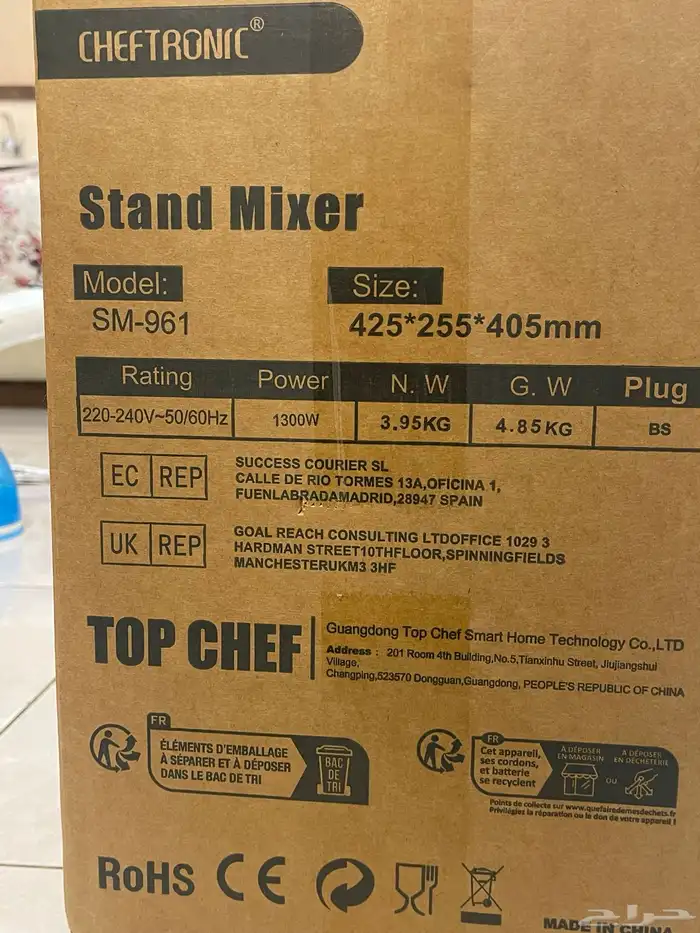 CHEFTRONIC®
Stand Mixer
Model:
SM-961
Size:
425*255*405mm
Rating Power N. W G. W Plug
220-240V~50/60Hz 1300W 3.95KG 4.85KG BS
EC REP
SUCCESS COURIER SL
CALLE DE RIO TORMES 13A,OFICINA 1,
FUENLABRADAMADRID,28947 SPAIN
UK REP
GOAL REACH CONSULTING LTDOFFICE 1029 3
HARDMAN STREET10THFLOOR,SPINNINGFIELDS
MANCHESTERUKM3 3HF
TOP CHEF
Guangdong Top Chef Smart Home Technology Co.,LTD
Address : 201 Room 4th Building,No.5,Tianxinhu Street, Jiujiangshui
Village,
Changping,523570 Dongguan,Guangdong, PEOPLE'S REPUBLIC OF CHINA
FR
ÉLÉMENTS D'EMBALLAGE
À SÉPARER ET À DÉPOSER
DANS LE BAC DE TRI
BAC
DE
TRI
FR
Cet appareil,
ses cordons,
et batterie
se recyclent
À DÉPOSER
EN MAGASIN
OU
À DÉPOSER
EN DÉCHÈTERIE
Points de collecte sur www.quefairedemesdechets.fr
Privilégiez la réparation ou le don de votre appareil !
RoHS CE
MADE IN CHINA
حراج